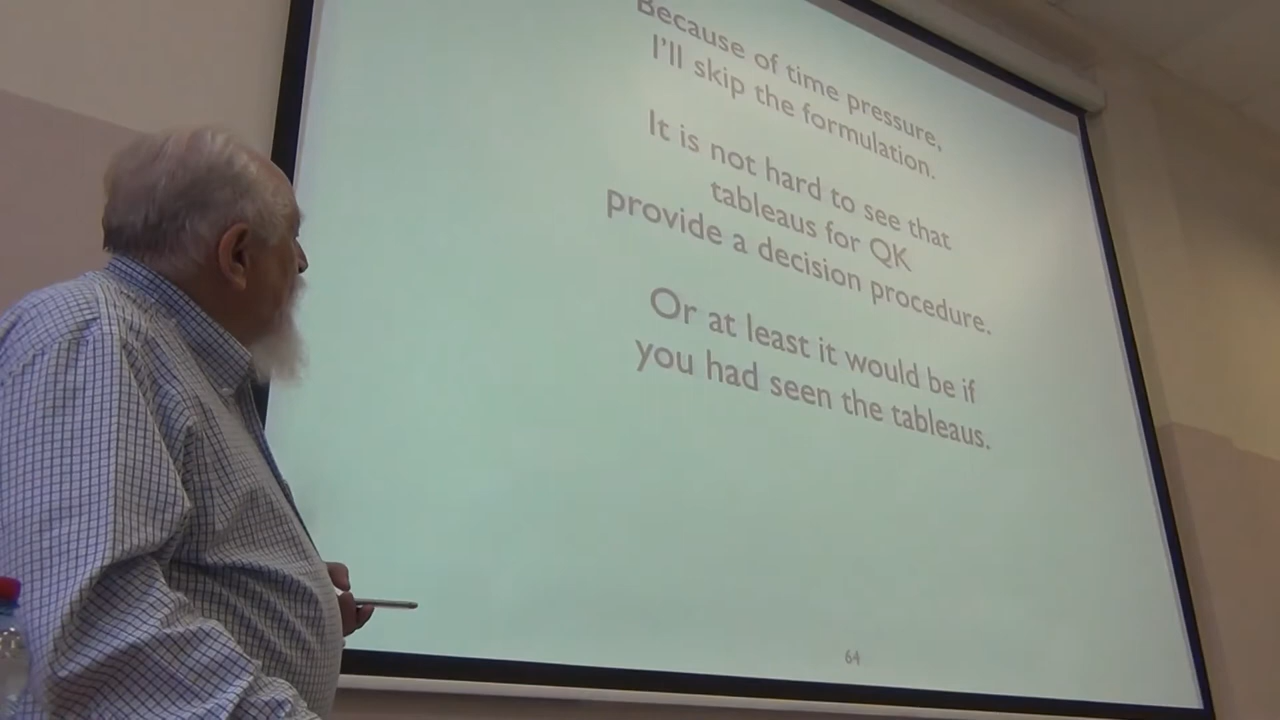 Because of time pressure,
I'll skip the formulation.
It is not hard to see that
tableaus for QK
provide a decision procedure.
Or at least it would be if
you had seen the tableaus.
64